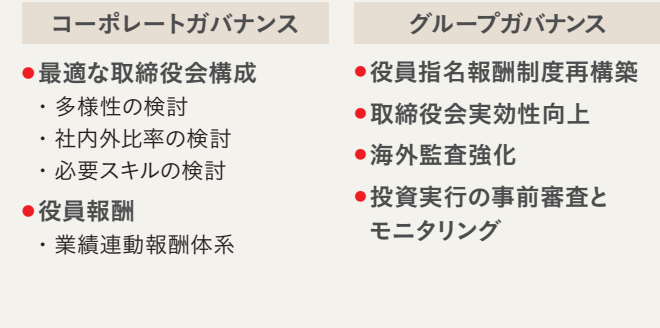 コーポレートガバナンス
●最適な取締役会構成
・多様性の検討
・社内外比率の検討
・必要スキルの検討
●役員報酬
・業績連動報酬体系
グループガバナンス
●役員指名報酬制度再構築
●取締役会実効性向上
●海外監査強化
●投資実行の事前審査と
モニタリング